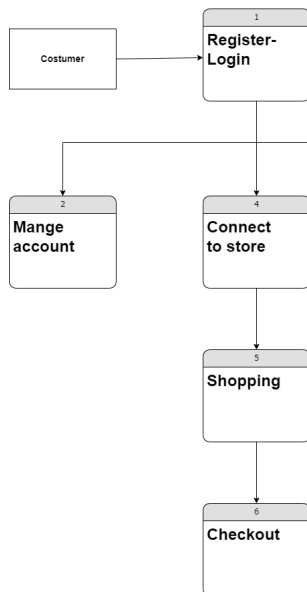 1
Costumer
Register-
Login
2
Mange
account
4
Connect
to store
5
Shopping
6
Checkout